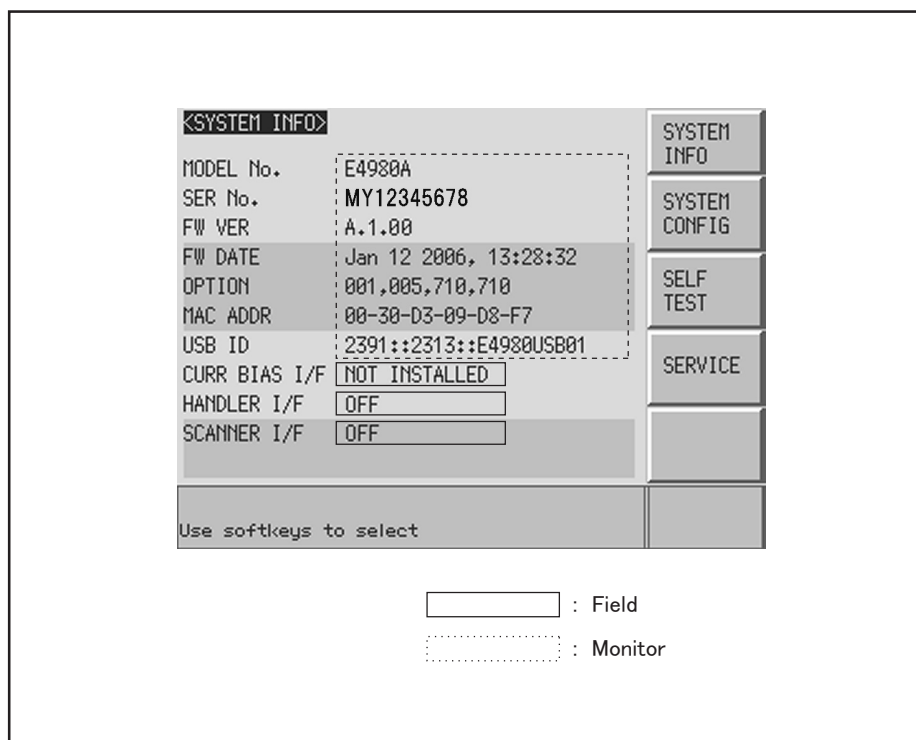 <SYSTEM INFO>
MODEL No. E4980A
SER No. MY12345678
FW VER A.1.00
FW DATE Jan 12 2006, 13:28:32
OPTION 001,005,710,710
MAC ADDR 00-30-D3-09-D8-F7
USB ID 2391::2313::E4980USB01
CURR BIAS I/F NOT INSTALLED
HANDLER I/F OFF
SCANNER I/F OFF
Use softkeys to select
SYSTEM
INFO
SYSTEM
CONFIG
SELF
TEST
SERVICE
: Field
: Monitor